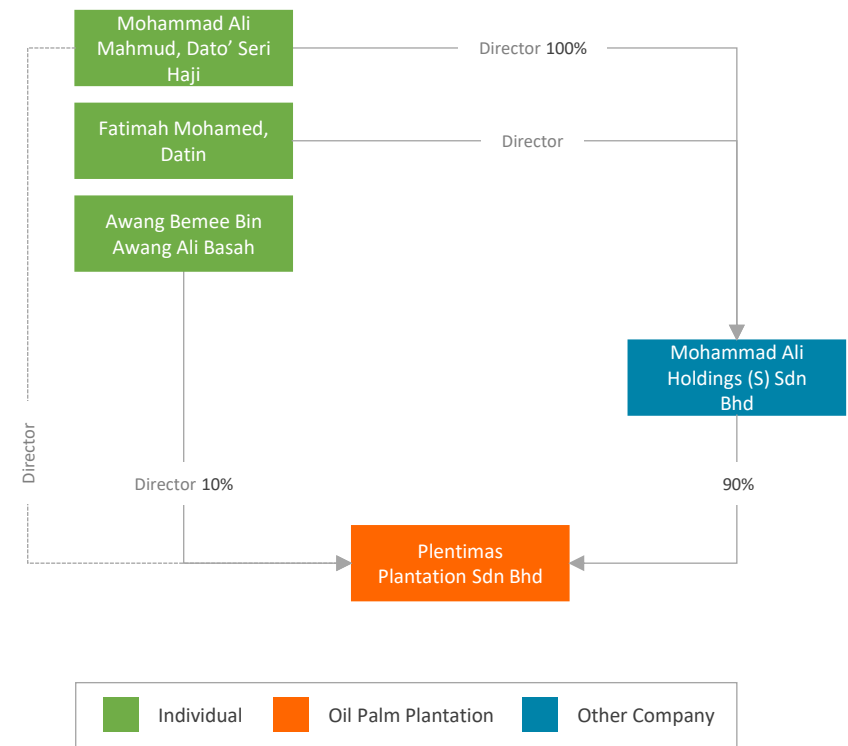 Mohammad Ali
Mahmud, Dato’ Seri
Haji
Director 100%
Fatimah Mohamed,
Datin
Director
Awang Bemee Bin
Awang Ali Basah
Mohammad Ali
Holdings (S) Sdn
Bhd
Director
Director 10%
90%
Plentimas
Plantation Sdn Bhd
Individual
Oil Palm Plantation
Other Company